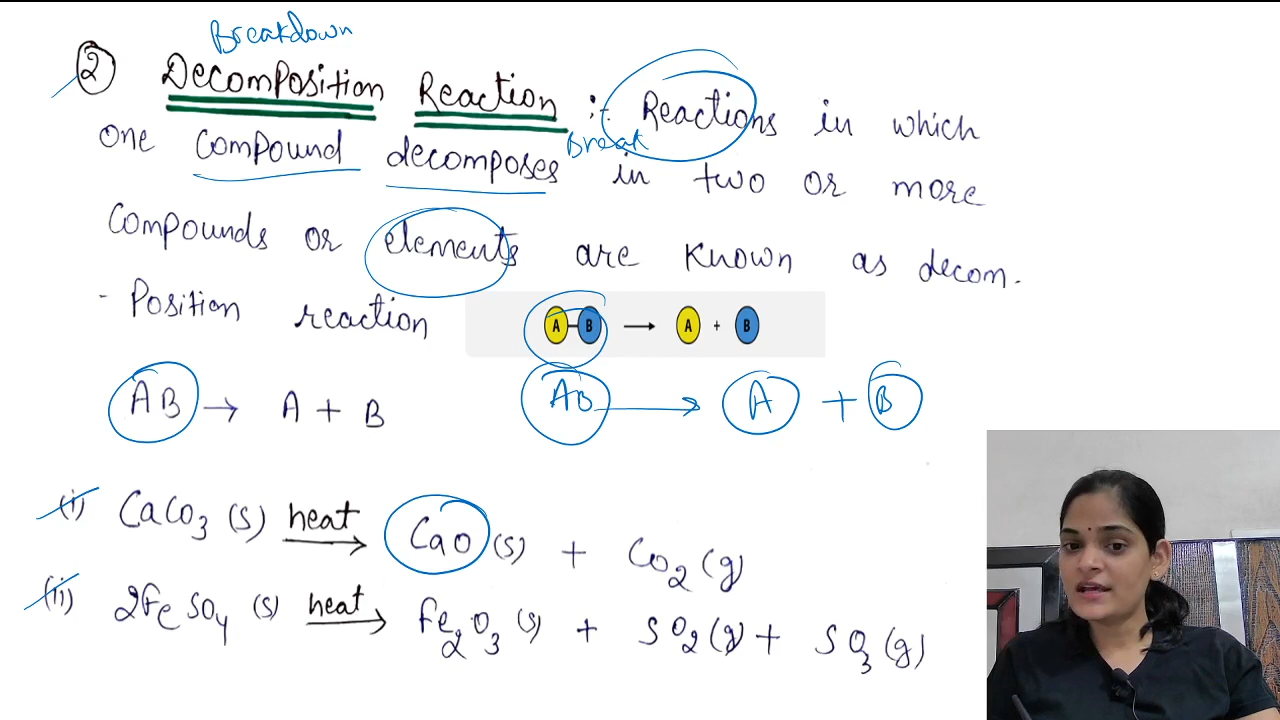 Breakdown
② Decomposition Reaction :- Reactions in which
Break
one compound decomposes in two or more
compounds or elements are known as decom.
- Position reaction
A-B → A + B
AB → A + B
AB → A + B
(i) CaCO3 (s) heat → CaO (s) + CO2 (g)
(ii) 2FeSO4 (s) heat → Fe2O3 (s) + SO2 (g) + SO3 (g)